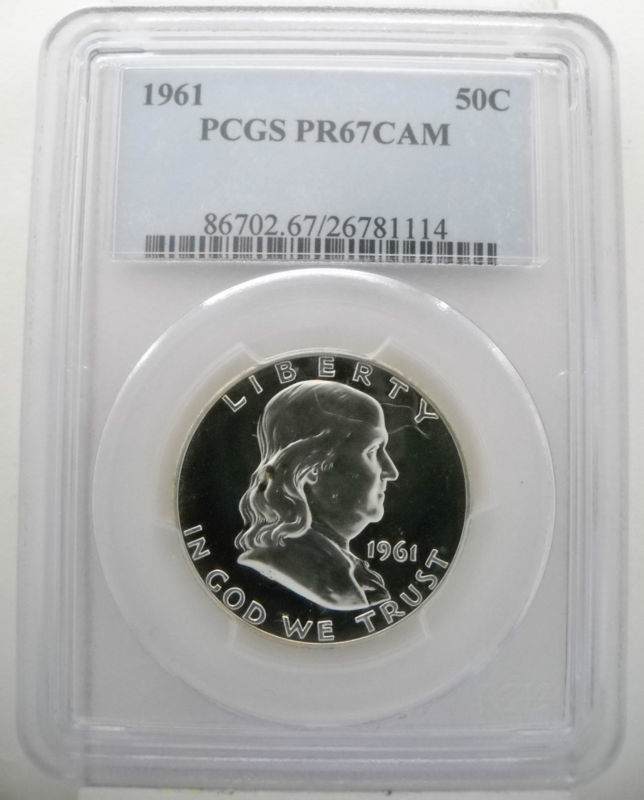 1961 50C
PCGS PR67CAM
86702.67/26781114
LIBERTY
1961
IN GOD WE TRUST